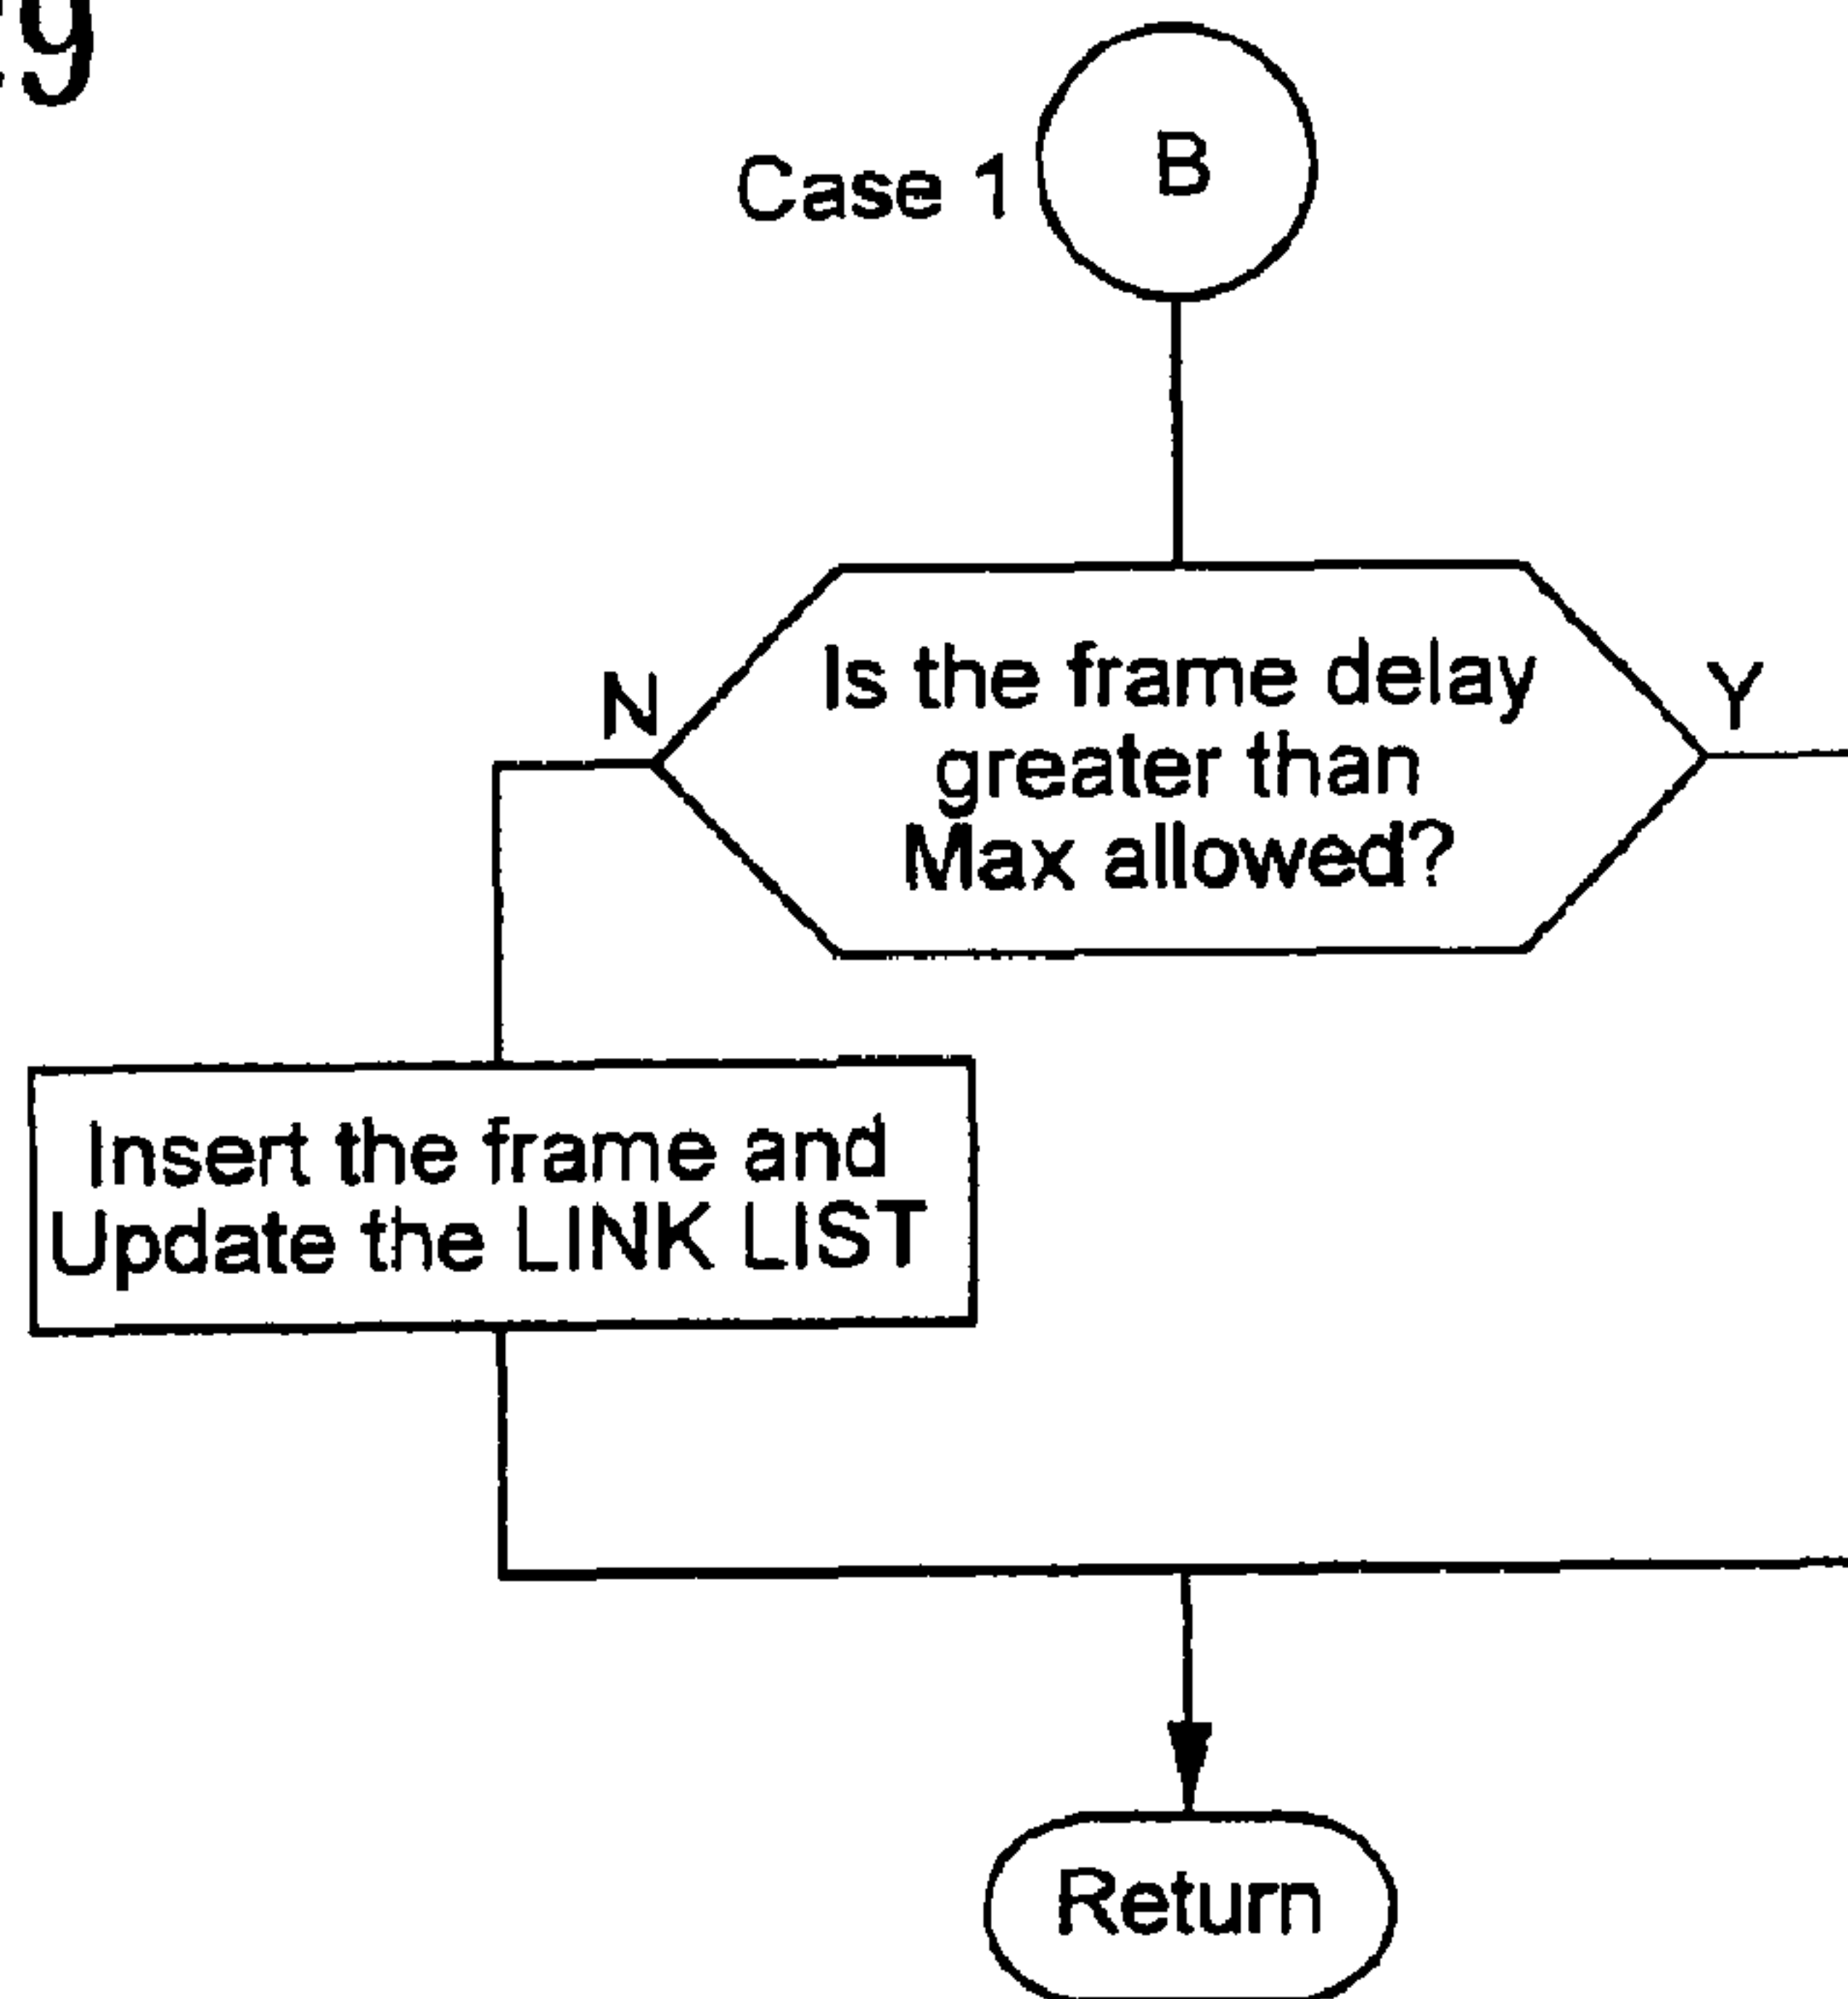 B
Case 1
Is the frame delay
greater than
Max allowed?
N
Y
Insert the frame and
Update the LINK LIST
Return